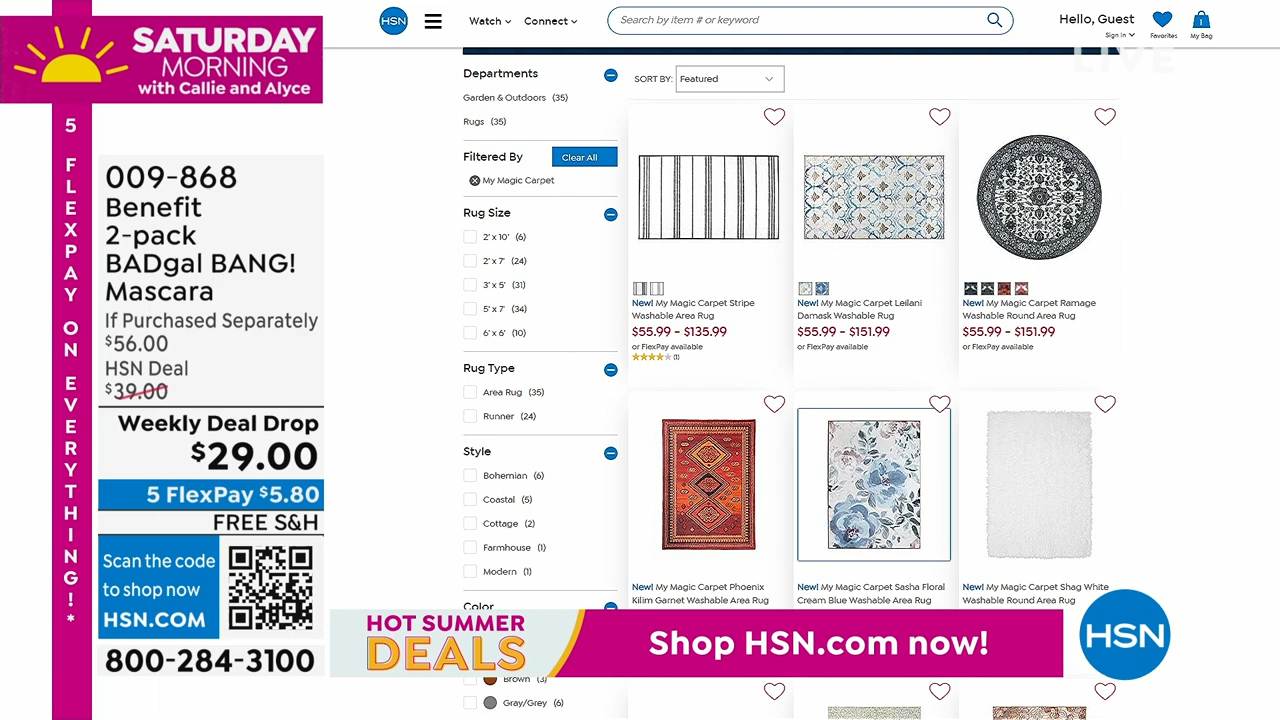 SATURDAY
MORNING
with Callie and Alyce
5 FLEXPAY ON EVERYTHING!*
009-868
Benefit
2-pack
BADgal BANG!
Mascara
If Purchased Separately
$56.00
HSN Deal
$39.00
Weekly Deal Drop
$29.00
5 FlexPay $5.80
FREE S&H
Scan the code
to shop now
HSN.COM
800-284-3100
HSN
Watch
Connect
Search by item # or keyword
Hello, Guest
Sign In
Favorites
1
My Bag
LIVE
Departments
Garden & Outdoors (35)
Rugs (35)
Filtered By
Clear All
My Magic Carpet
Rug Size
2' x 10' (6)
2' x 7' (24)
3' x 5' (31)
5' x 7' (34)
6' x 6' (10)
Rug Type
Area Rug (35)
Runner (24)
Style
Bohemian (6)
Coastal (5)
Cottage (2)
Farmhouse (1)
Modern (1)
Color
Brown (3)
Gray/Grey (6)
SORT BY: Featured
New! My Magic Carpet Stripe
Washable Area Rug
$55.99 - $135.99
or FlexPay available
(1)
New! My Magic Carpet Leilani
Damask Washable Rug
$55.99 - $151.99
or FlexPay available
New! My Magic Carpet Ramage
Washable Round Area Rug
$55.99 - $151.99
or FlexPay available
New! My Magic Carpet Phoenix
Kilim Garnet Washable Area Rug
New! My Magic Carpet Sasha Floral
Cream Blue Washable Area Rug
New! My Magic Carpet Shag White
Washable Round Area Rug
HOT SUMMER
DEALS
Shop HSN.com now!
HSN